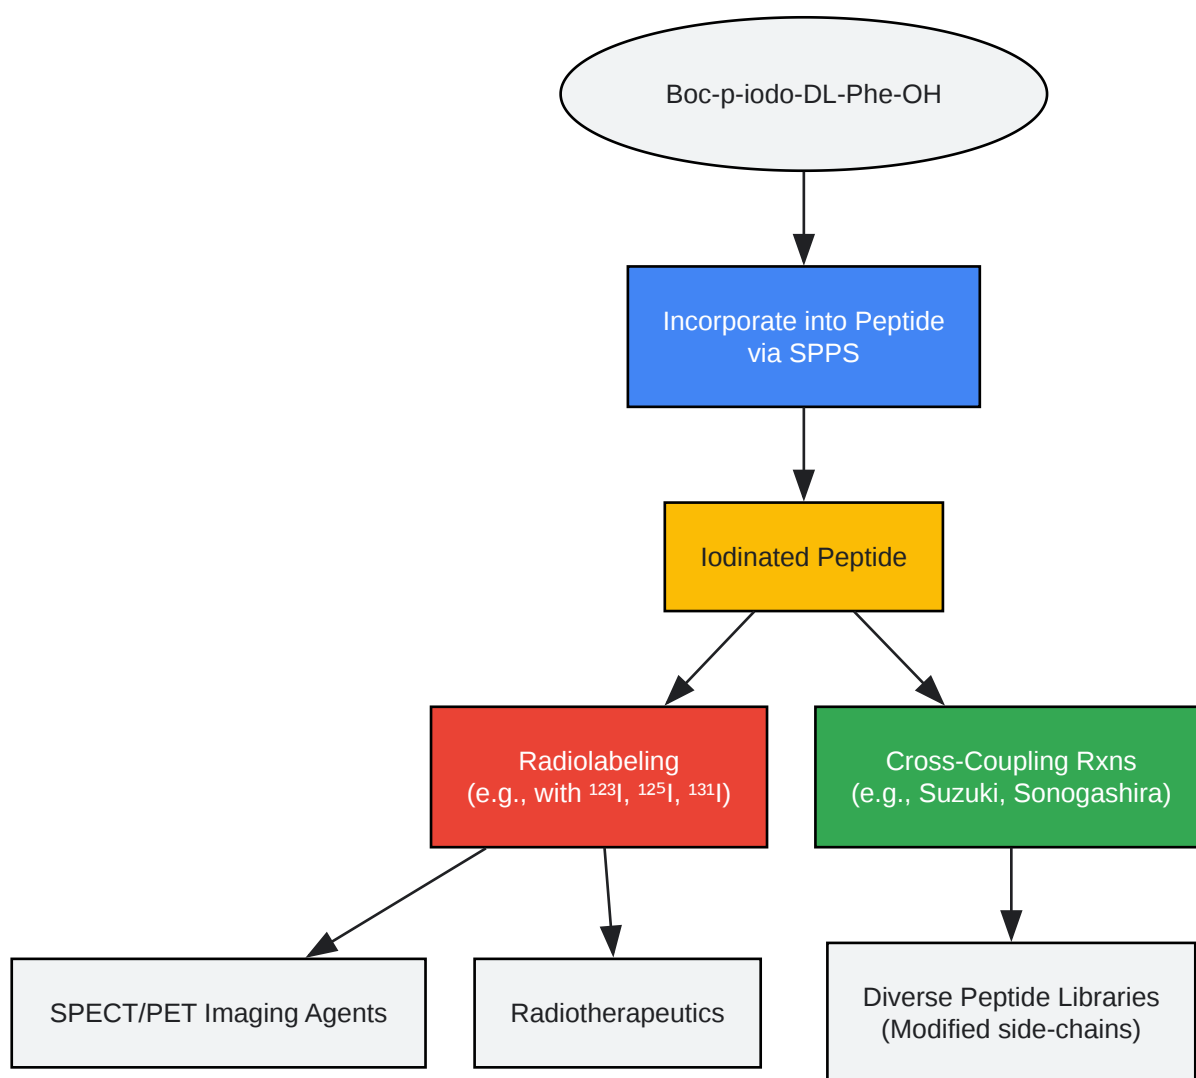 Boc-p-iodo-DL-Phe-OH
Incorporate into Peptide
via SPPS
Iodinated Peptide
Radiolabeling
(e.g., with ¹²³I, ¹²⁵I, ¹³¹I)
Cross-Coupling Rxns
(e.g., Suzuki, Sonogashira)
SPECT/PET Imaging Agents
Radiotherapeutics
Diverse Peptide Libraries
(Modified side-chains)